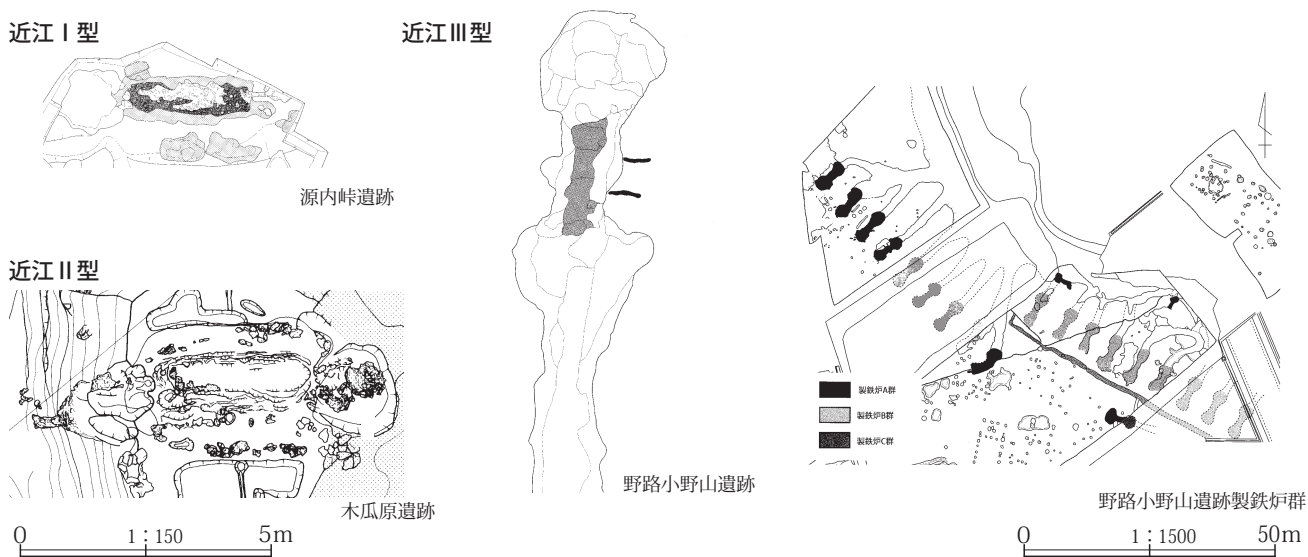 近江Ⅰ型
源内峠遺跡
近江Ⅱ型
木瓜原遺跡
0 1：150 5m
近江Ⅲ型
野路小野山遺跡
製鉄炉A群
製鉄炉B群
製鉄炉C群
野路小野山遺跡製鉄炉群
0 1：1500 50m